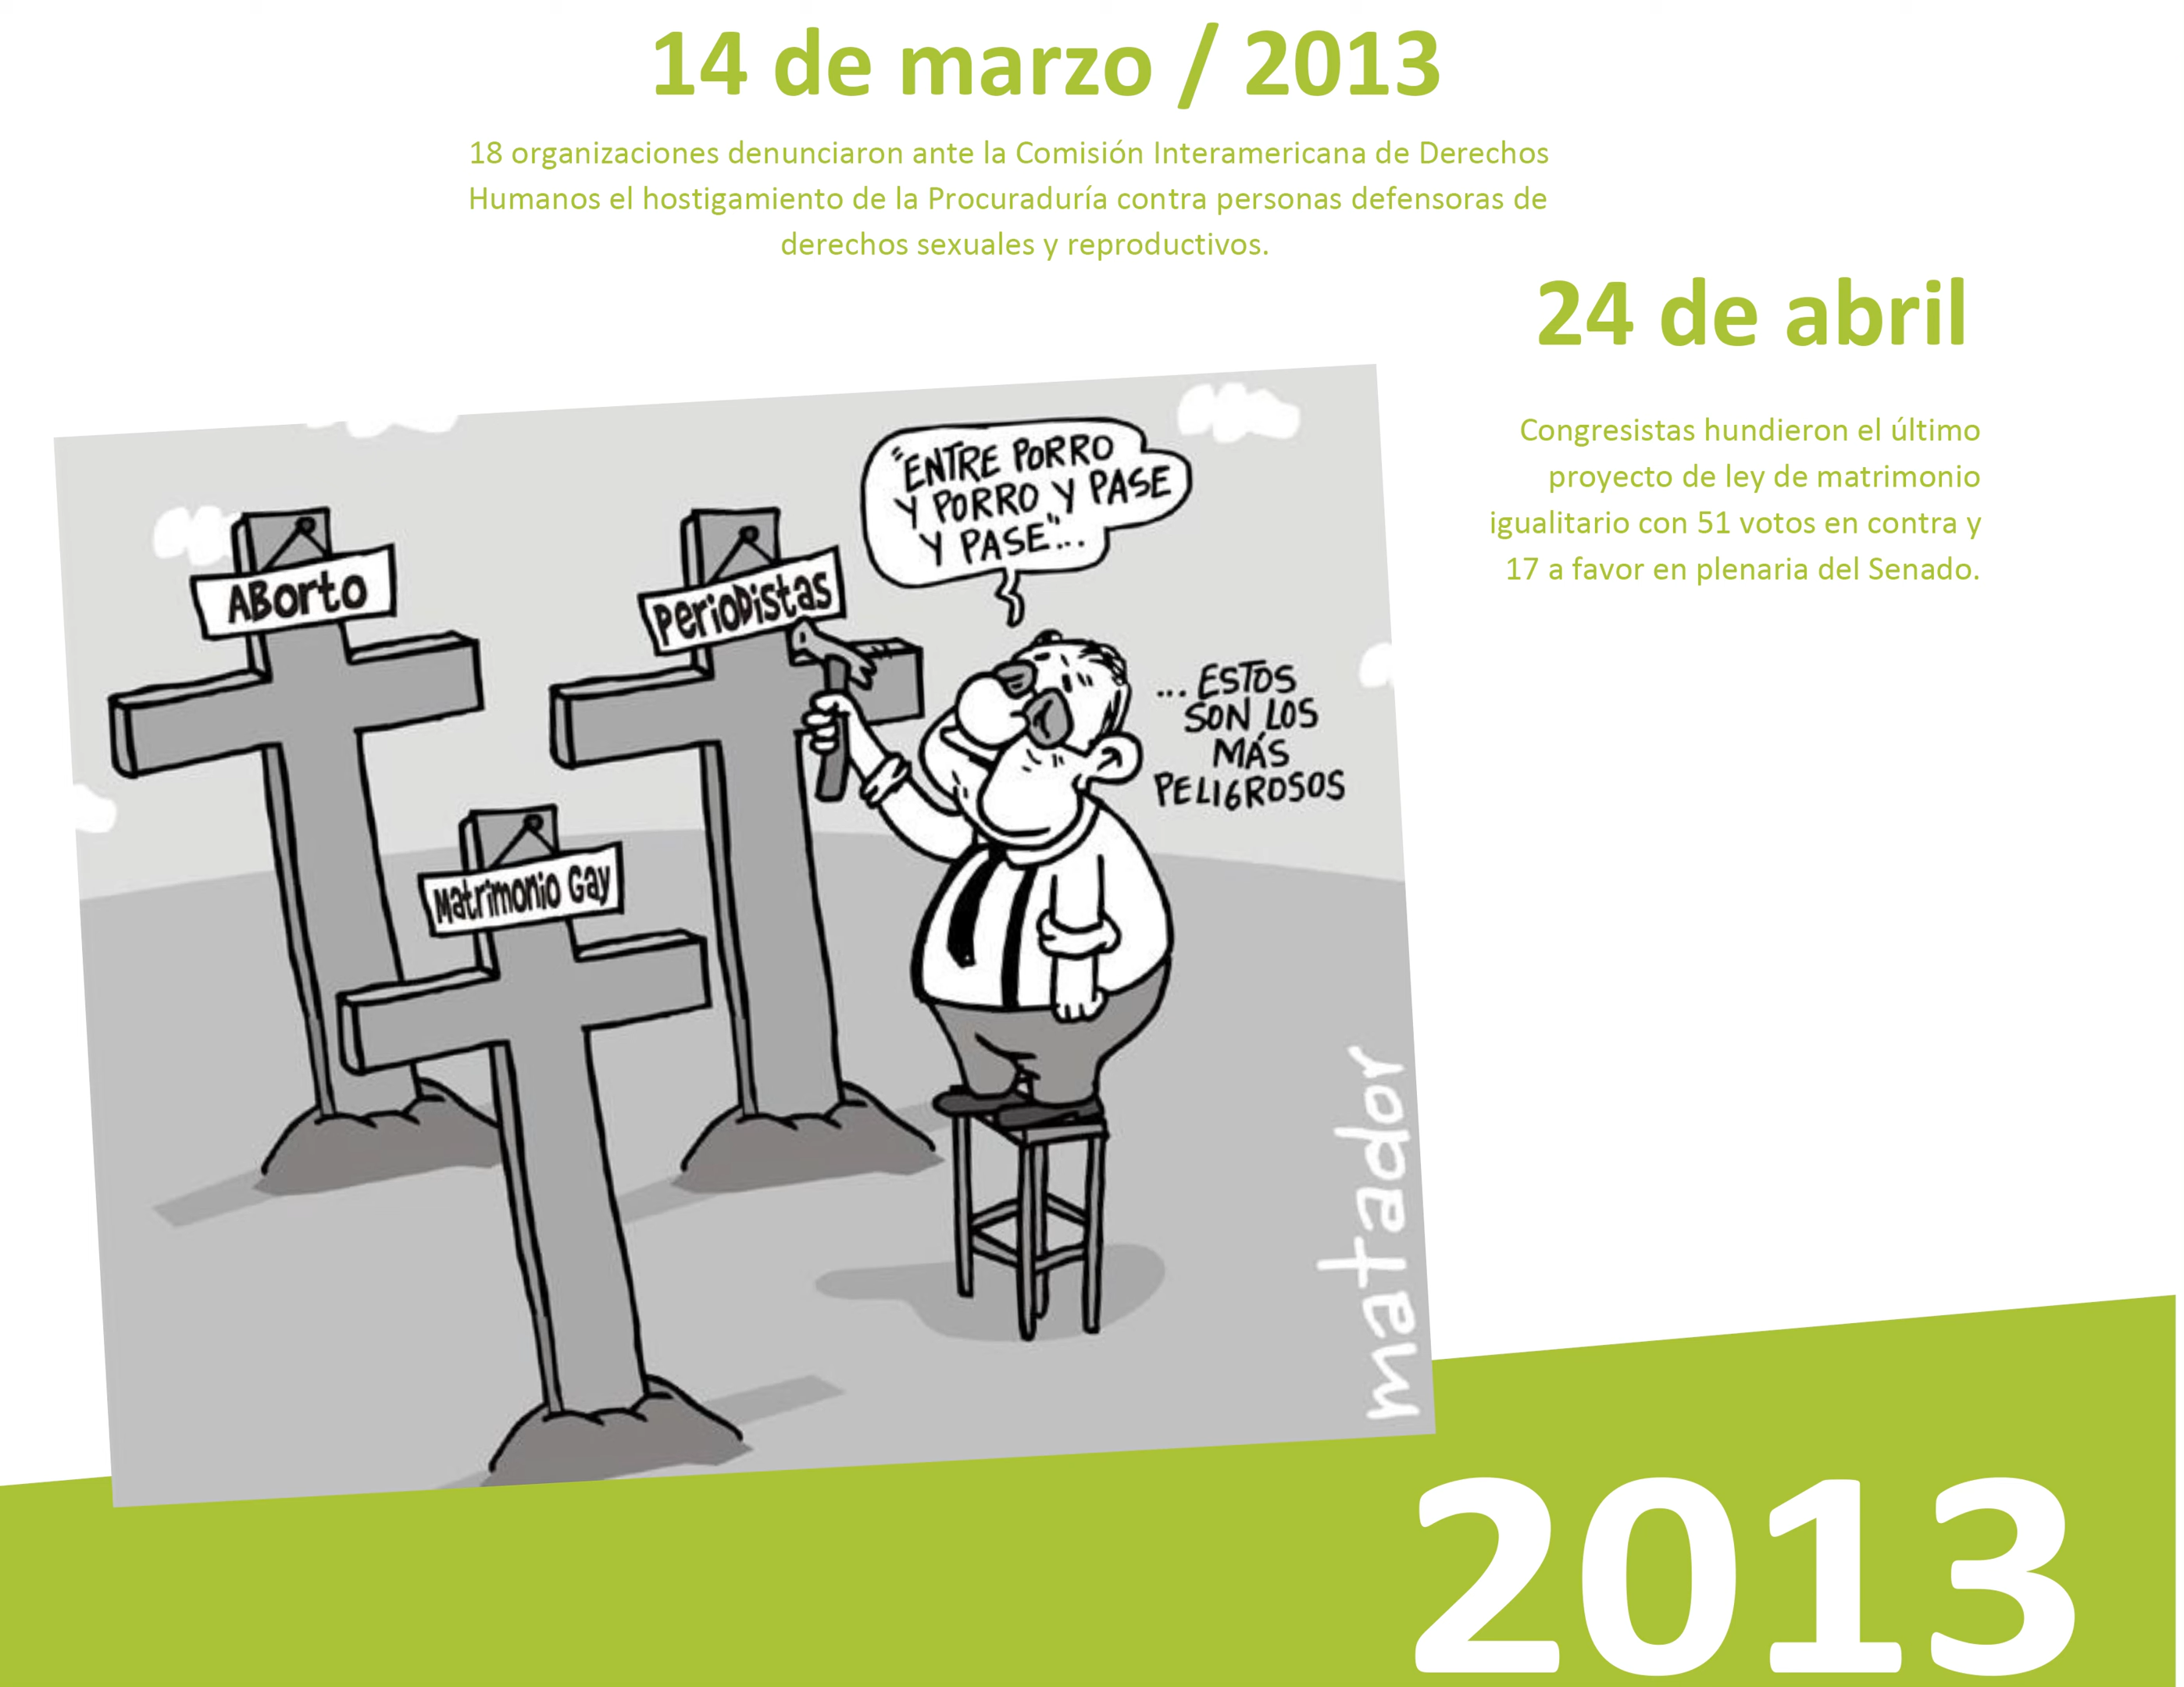 14 de marzo / 2013
18 organizaciones denunciaron ante la Comisión Interamericana de Derechos
Humanos el hostigamiento de la Procuraduría contra personas defensoras de
derechos sexuales y reproductivos.
24 de abril
Congresistas hundieron el último
proyecto de ley de matrimonio
igualitario con 51 votos en contra y
17 a favor en plenaria del Senado.
"ENTRE PORRO
Y PORRO Y PASE
Y PASE"...
ABorto
PerioDistas
... ESTOS
SON LOS
MÁS
PELIGROSOS
Matrimonio Gay
matador
2013